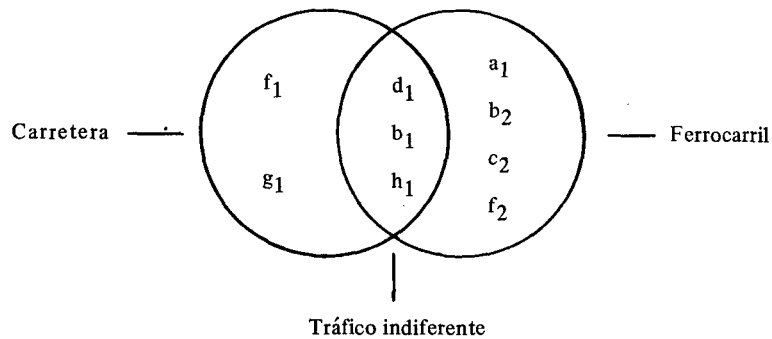 a₁
f₁
d₁
b₂
Carretera
b₁
Ferrocarril
c₂
g₁
h₁
f₂
Tráfico indiferente